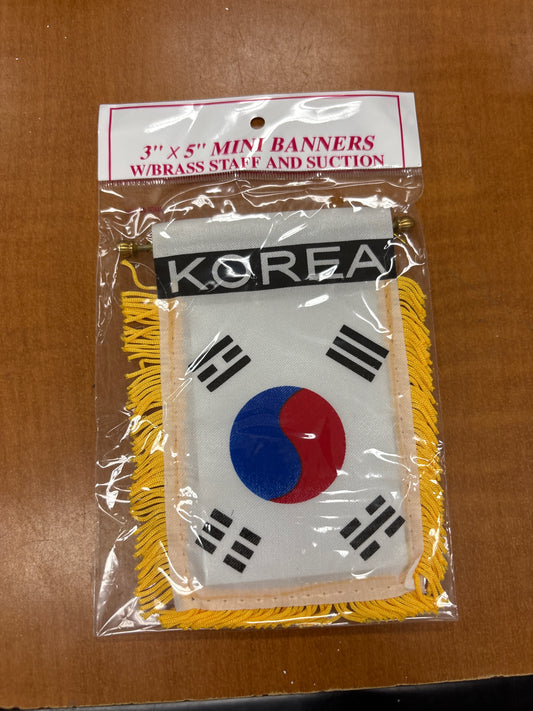 3" x 5" MINI BANNERS
W/BRASS STAFF AND SUCTION
KOREA